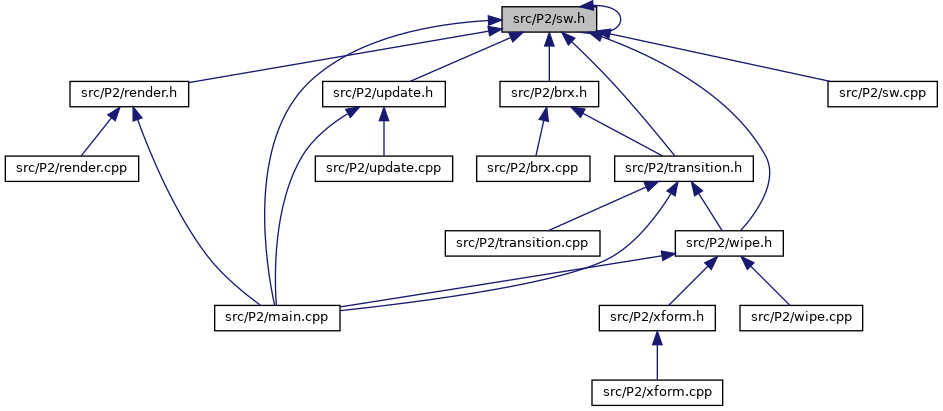 src/P2/sw.h
src/P2/render.h
src/P2/update.h
src/P2/brx.h
src/P2/sw.cpp
src/P2/render.cpp
src/P2/update.cpp
src/P2/brx.cpp
src/P2/transition.h
src/P2/transition.cpp
src/P2/wipe.h
src/P2/main.cpp
src/P2/xform.h
src/P2/wipe.cpp
src/P2/xform.cpp